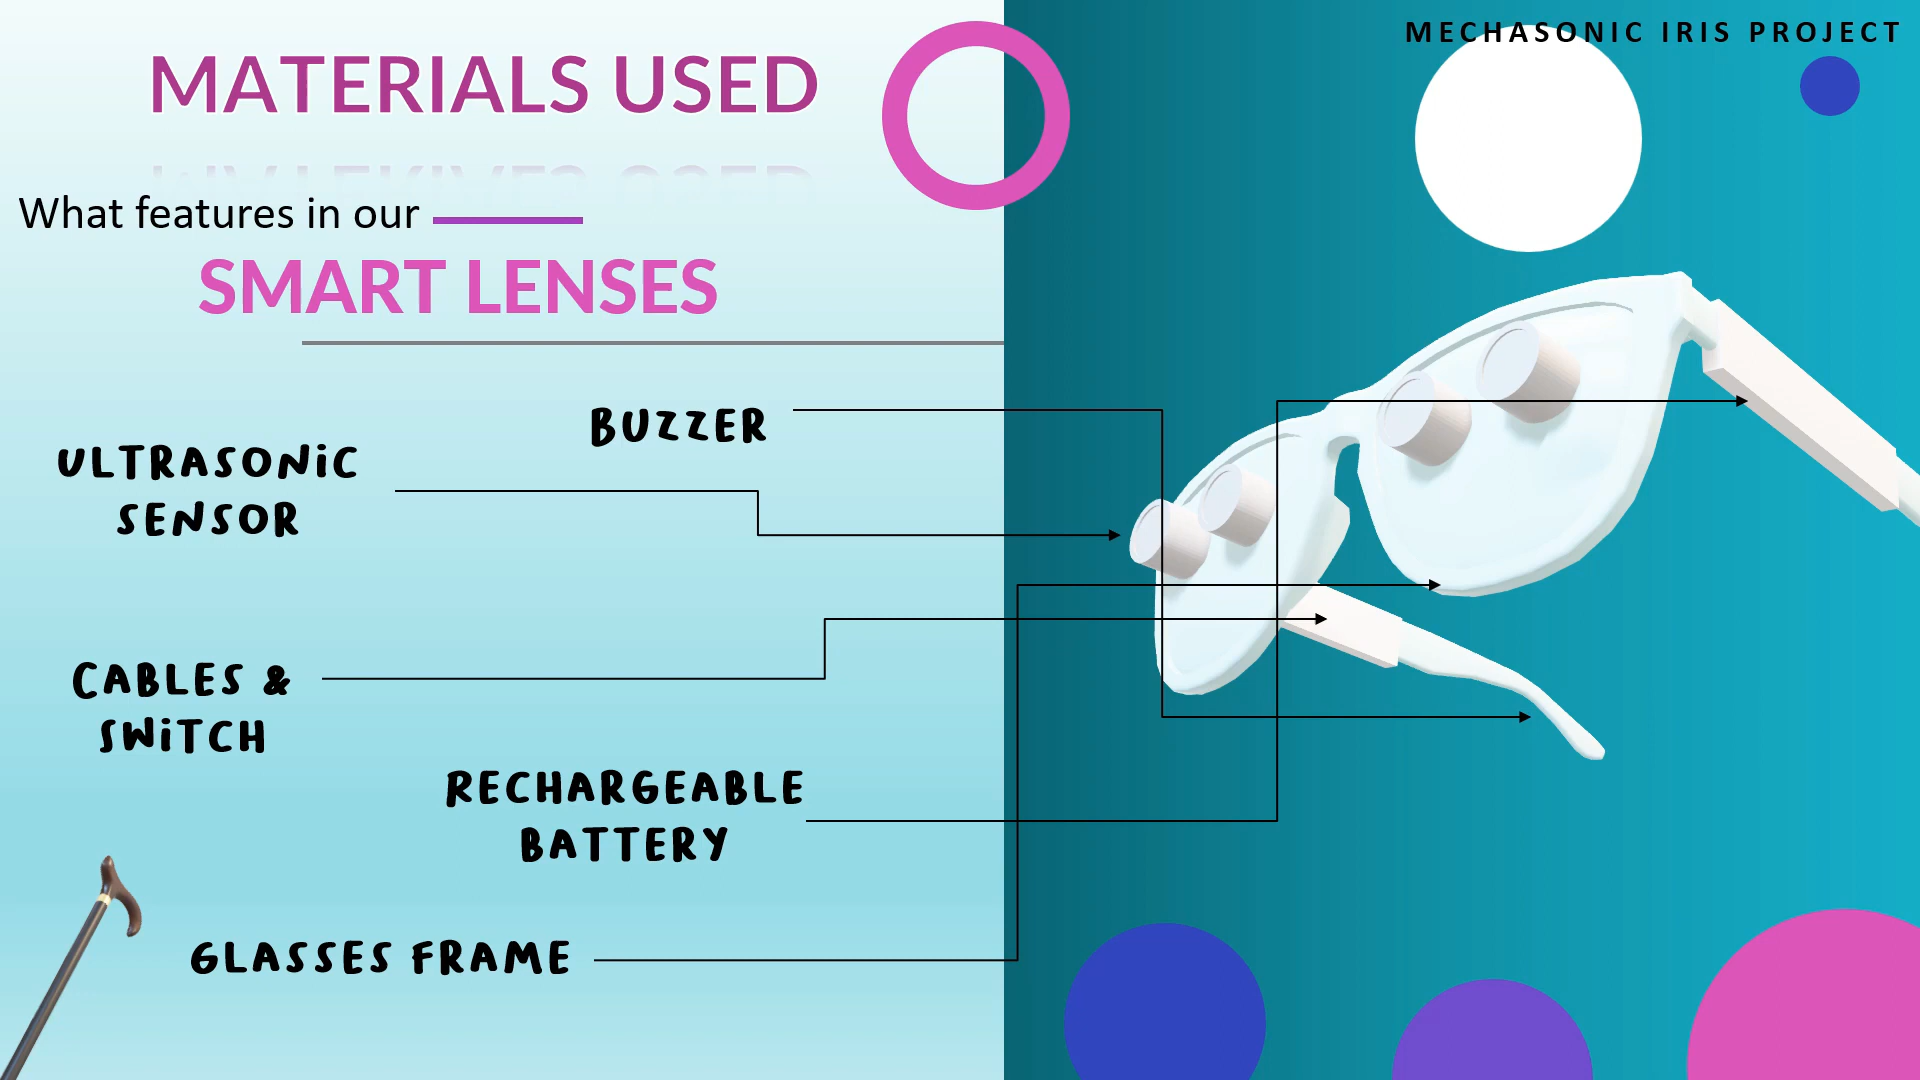 MECHASONIC IRIS PROJECT
MATERIALS USED
What features in our
SMART LENSES
BUZZER
ULTRASONiC
SENSOR
CABLES &
SWiTCH
RECHARGEABLE
BATTERY
GLASSES FRAME